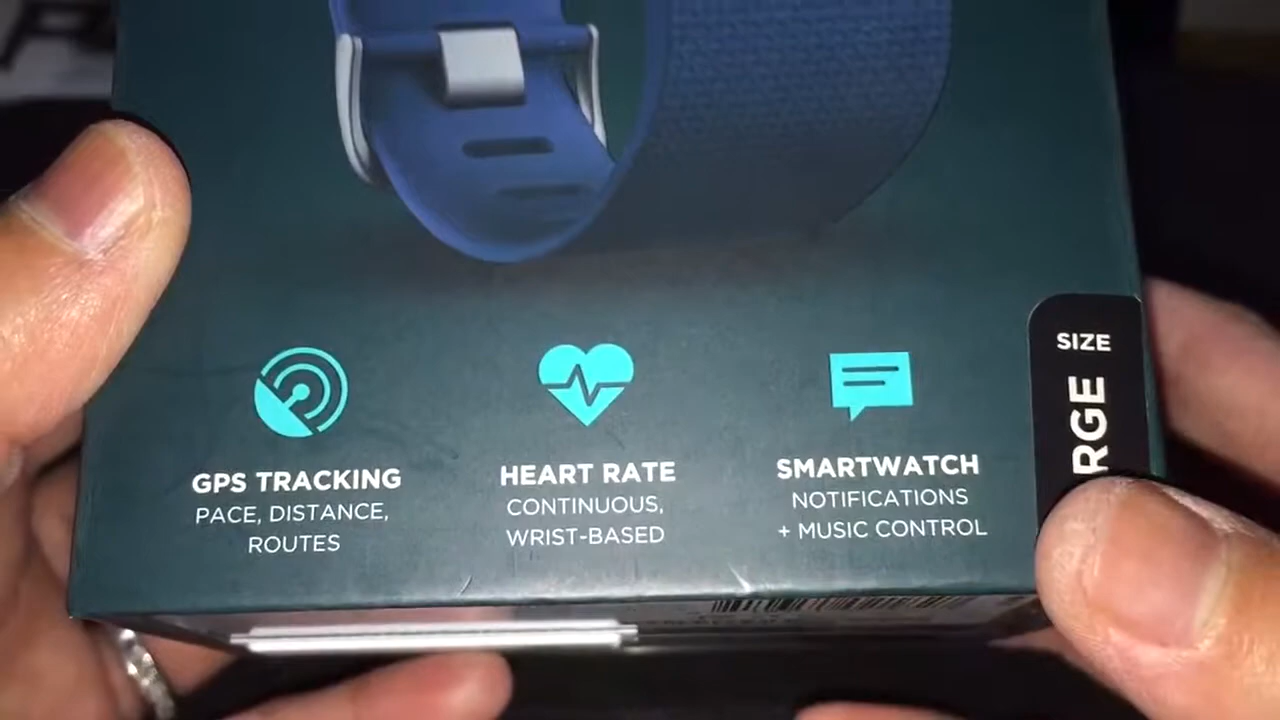 GPS TRACKING
PACE, DISTANCE,
ROUTES
HEART RATE
CONTINUOUS,
WRIST-BASED
SMARTWATCH
NOTIFICATIONS
+ MUSIC CONTROL
SIZE
RGE